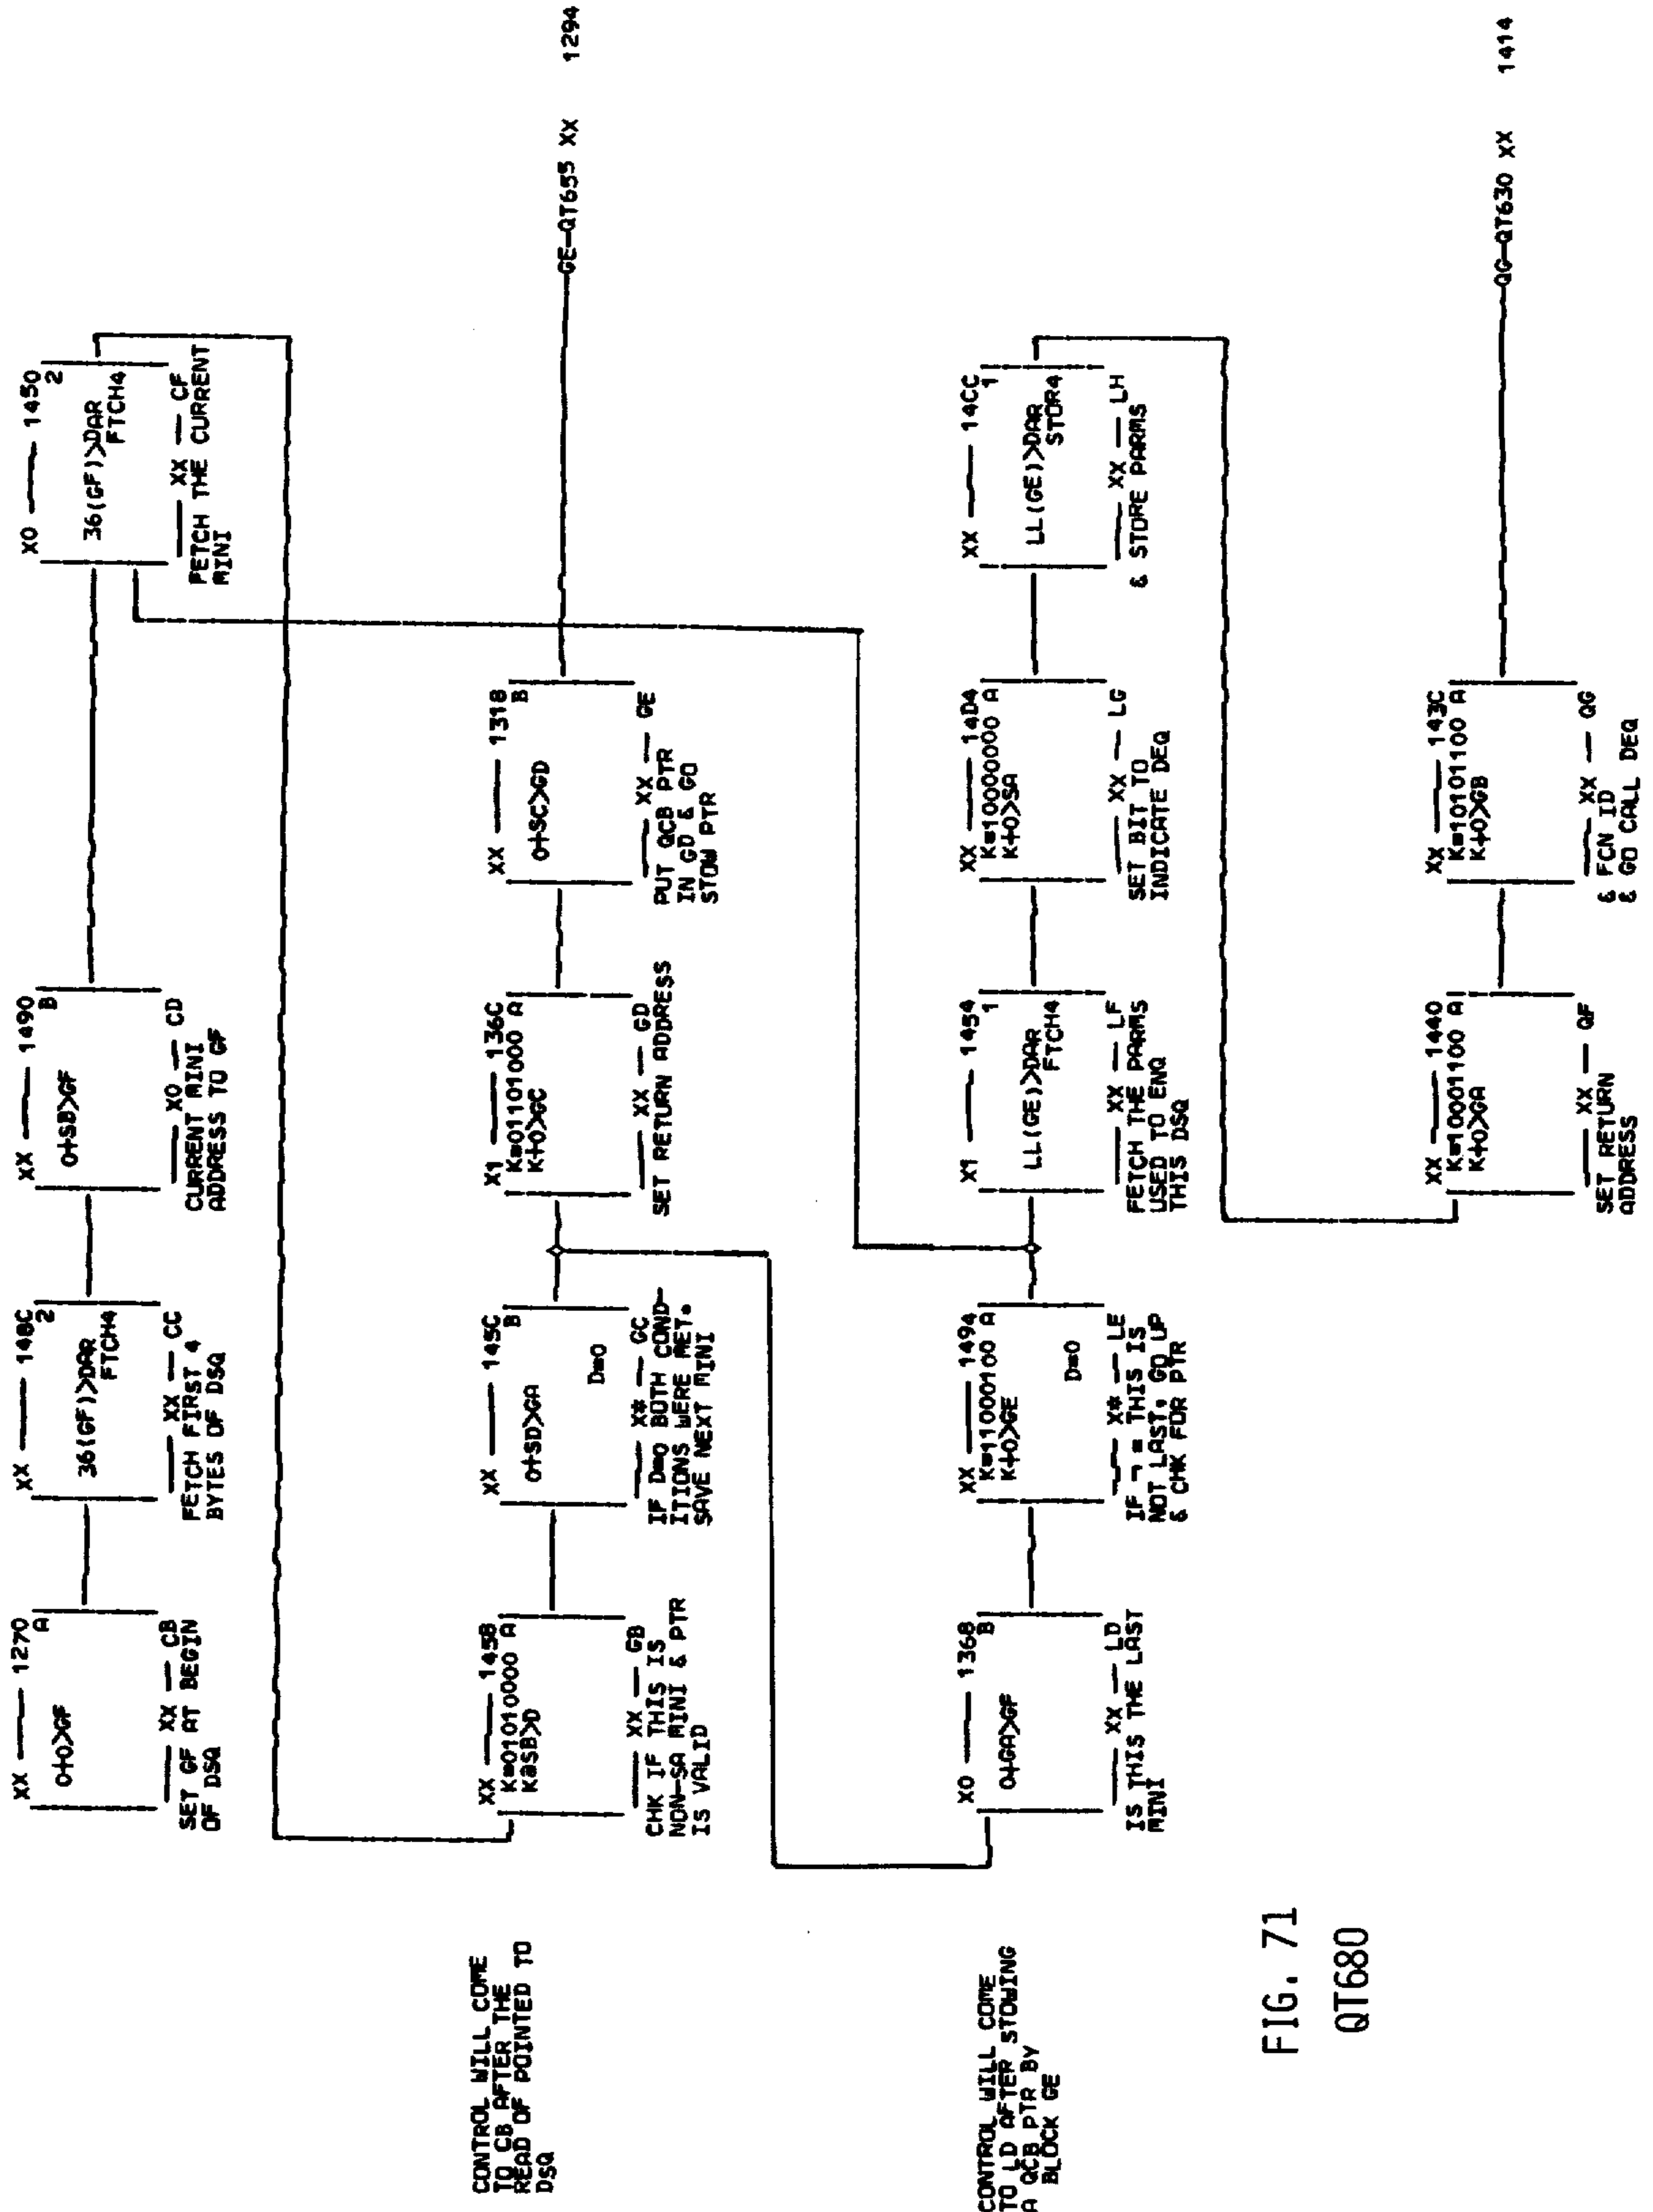 XX — 1270
A
0+0>GF
— XX — CB
SET GF AT BEGIN
OF DSQ
XX — 148C
2
36(GF)>DAR
FTCH4
— XX — CC
FETCH FIRST 4
BYTES OF DSQ
XX — 1490
B
0+SB>GF
— X0 — CD
CURRENT MINI
ADDRESS TO GF
X0 — 1450
2
36(GF)>DAR
FTCH4
— XX — CF
FETCH THE CURRENT
MINI
CONTROL WILL COME
TO CB AFTER THE
READ OF POINTED TO
DSQ
XX — 1458
K=01010000 A
KaSB>D
— XX — GB
CHK IF THIS IS
NON-SA MINI & PTR
IS VALID
XX — 145C
B
0+SD>GA
D=0
— X* — GC
IF D=0 BOTH COND-
ITIONS WERE MET.
SAVE NEXT MINI
X1 — 136C
K=01101000 A
K+0>GC
— XX — GD
SET RETURN ADDRESS
XX — 1318
B
0+SC>GD
— XX — GE
PUT QCB PTR
IN GD & GO
STOW PTR
GE-QT655 XX 1294
CONTROL WILL COME
TO LD AFTER STOWING
A QCB PTR BY
BLOCK GE
X0 — 1368
B
0+GA>GF
— XX — LD
IS THIS THE LAST
MINI
XX — 1494
K=11000100 A
K+0>GE
D=0
— X* — LE
IF ¬ = THIS IS
NOT LAST, GO UP
& CHK FOR PTR
X1 — 1454
1
LL(GE)>DAR
FTCH4
— XX — LF
FETCH THE PARMS
USED TO ENQ
THIS DSQ
XX — 14D4
K=10000000 A
K+0>SA
— XX — LG
SET BIT TO
INDICATE DEQ
XX — 14CC
1
LL(GE)>DAR
STOR4
— XX — LH
& STORE PARMS
XX — 1440
K=10001100 A
K+0>GA
— XX — QF
SET RETURN
ADDRESS
XX — 143C
K=10101100 A
K+0>GB
— XX — QG
& FCN ID
& GO CALL DEQ
QG-QT630 XX 1414
FIG. 71
QT680